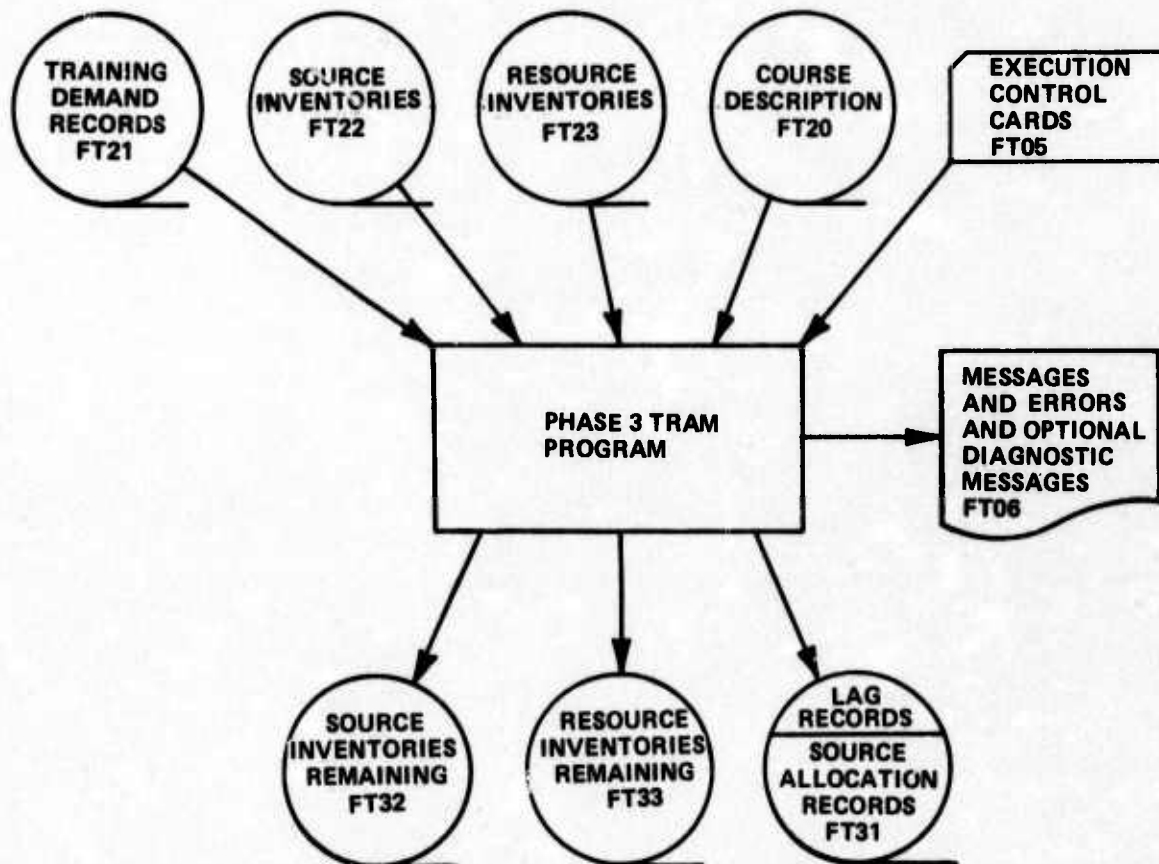 TRAINING
DEMAND
RECORDS
FT21
SOURCE
INVENTORIES
FT22
RESOURCE
INVENTORIES
FT23
COURSE
DESCRIPTION
FT20
EXECUTION
CONTROL
CARDS
FT05
PHASE 3 TRAM
PROGRAM
MESSAGES
AND ERRORS
AND OPTIONAL
DIAGNOSTIC
MESSAGES
FT06
SOURCE
INVENTORIES
REMAINING
FT32
RESOURCE
INVENTORIES
REMAINING
FT33
LAG
RECORDS
SOURCE
ALLOCATION
RECORDS
FT31